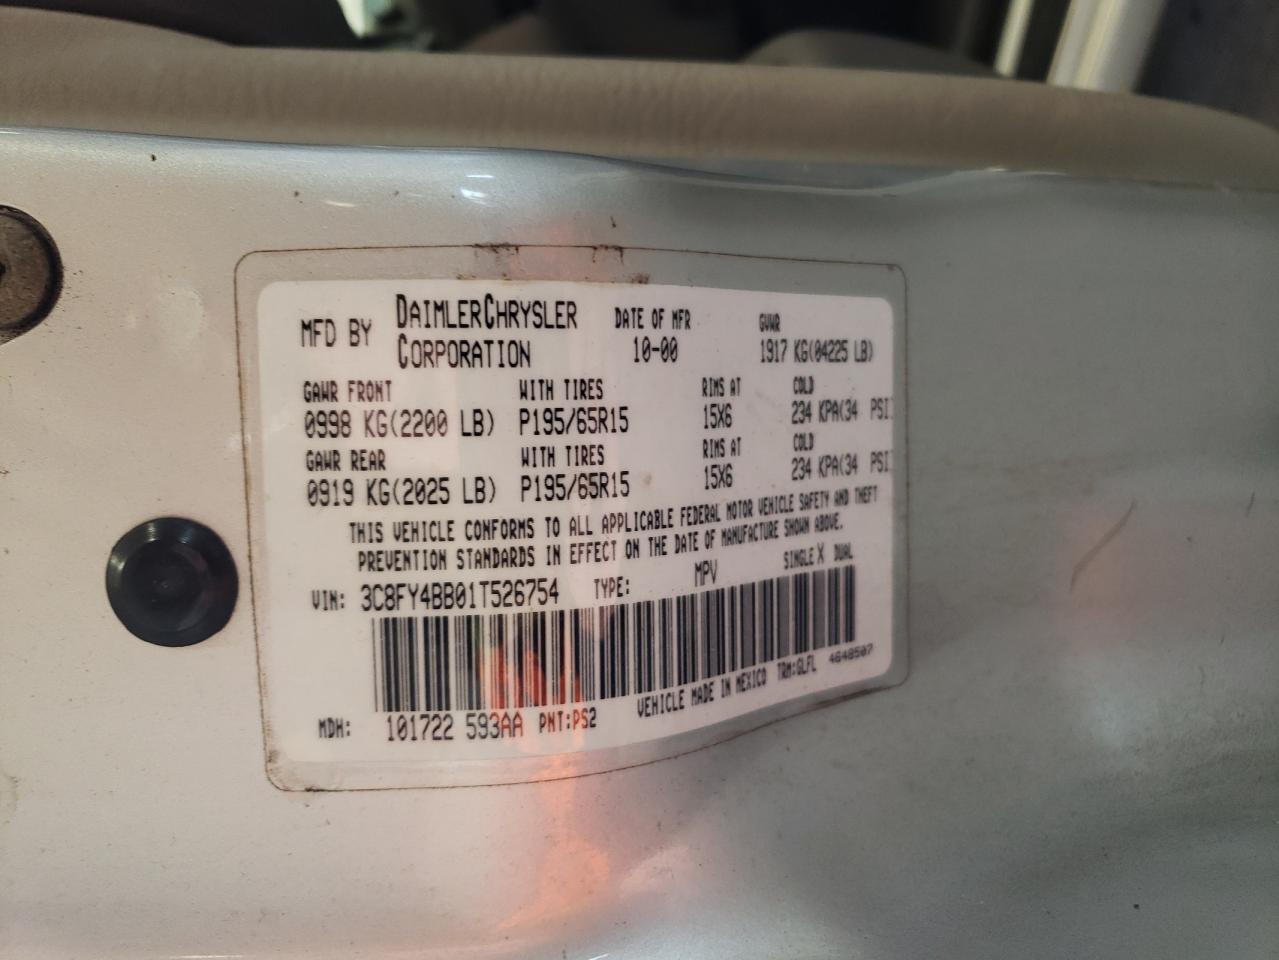 MFD BY DAIMLERCHRYSLER CORPORATION DATE OF MFR 10-00 GVWR 1917 KG(04225 LB)
GAWR FRONT WITH TIRES RIMS AT COLD
0998 KG(2200 LB) P195/65R15 15X6 234 KPA(34 PSI)
GAWR REAR WITH TIRES RIMS AT COLD
0919 KG(2025 LB) P195/65R15 15X6 234 KPA(34 PSI)
THIS VEHICLE CONFORMS TO ALL APPLICABLE FEDERAL MOTOR VEHICLE SAFETY AND THEFT
PREVENTION STANDARDS IN EFFECT ON THE DATE OF MANUFACTURE SHOWN ABOVE.
VIN: 3C8FY4BB01T526754 TYPE: MPV SINGLE X DUAL
MDH: 101722 593AA PNT:PS2 VEHICLE MADE IN MEXICO TRM:GLFL 4648507